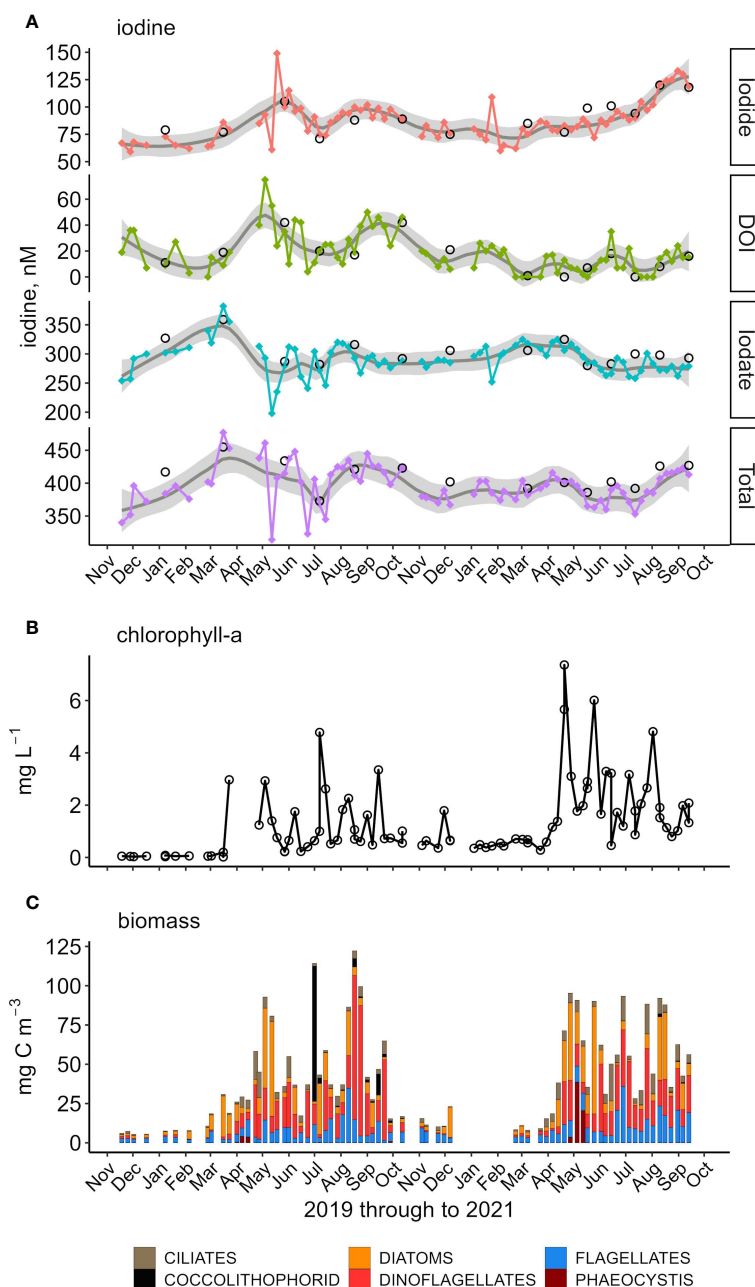 A
iodine
150
125
100
75
50
Iodide
60
40
20
0
DOI
iodine, nM
350
300
250
200
Iodate
450
400
350
Total
Nov Dec Jan Feb Mar Apr May Jun Jul Aug Sep Oct Nov Dec Jan Feb Mar Apr May Jun Jul Aug Sep Oct
B
chlorophyll-a
mg L⁻¹
6
4
2
0
C
biomass
mg C m⁻³
125
100
75
50
25
0
Nov Dec Jan Feb Mar Apr May Jun Jul Aug Sep Oct Nov Dec Jan Feb Mar Apr May Jun Jul Aug Sep Oct
2019 through to 2021
CILIATES DIATOMS FLAGELLATES
COCCOLITHOPHORID DINOFLAGELLATES PHAEOCYSTIS